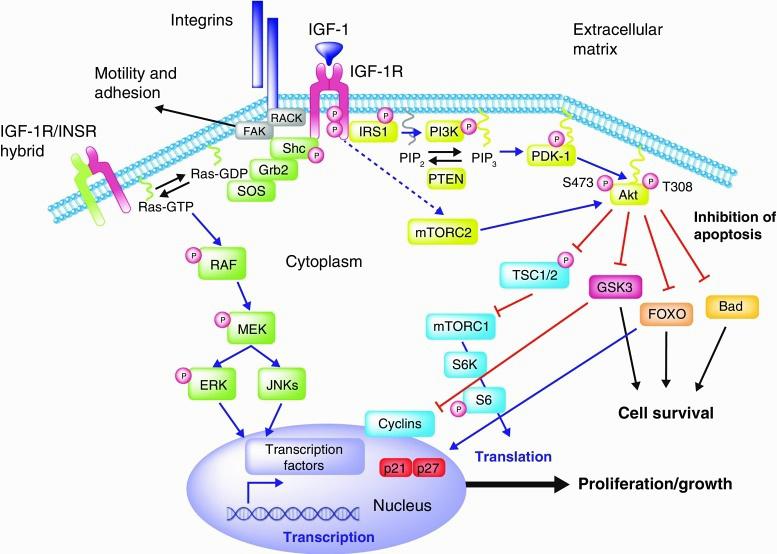 Integrins
IGF-1
Extracellular
matrix
IGF-1R
Motility and
adhesion
RACK
FAK
IGF-1R/INSR
hybrid
P
P
P
IRS1
PI3K
P
Shc
P
Grb2
SOS
Ras-GDP
Ras-GTP
PIP2
PIP3
PTEN
P
PDK-1
S473
P
P
T308
Akt
mTORC2
Inhibition of
apoptosis
P
RAF
Cytoplasm
P
TSC1/2
GSK3
FOXO
Bad
P
MEK
mTORC1
S6K
P
ERK
JNKs
S6
P
Cell survival
Cyclins
Transcription
factors
p21
p27
Translation
Nucleus
Proliferation/growth
Transcription